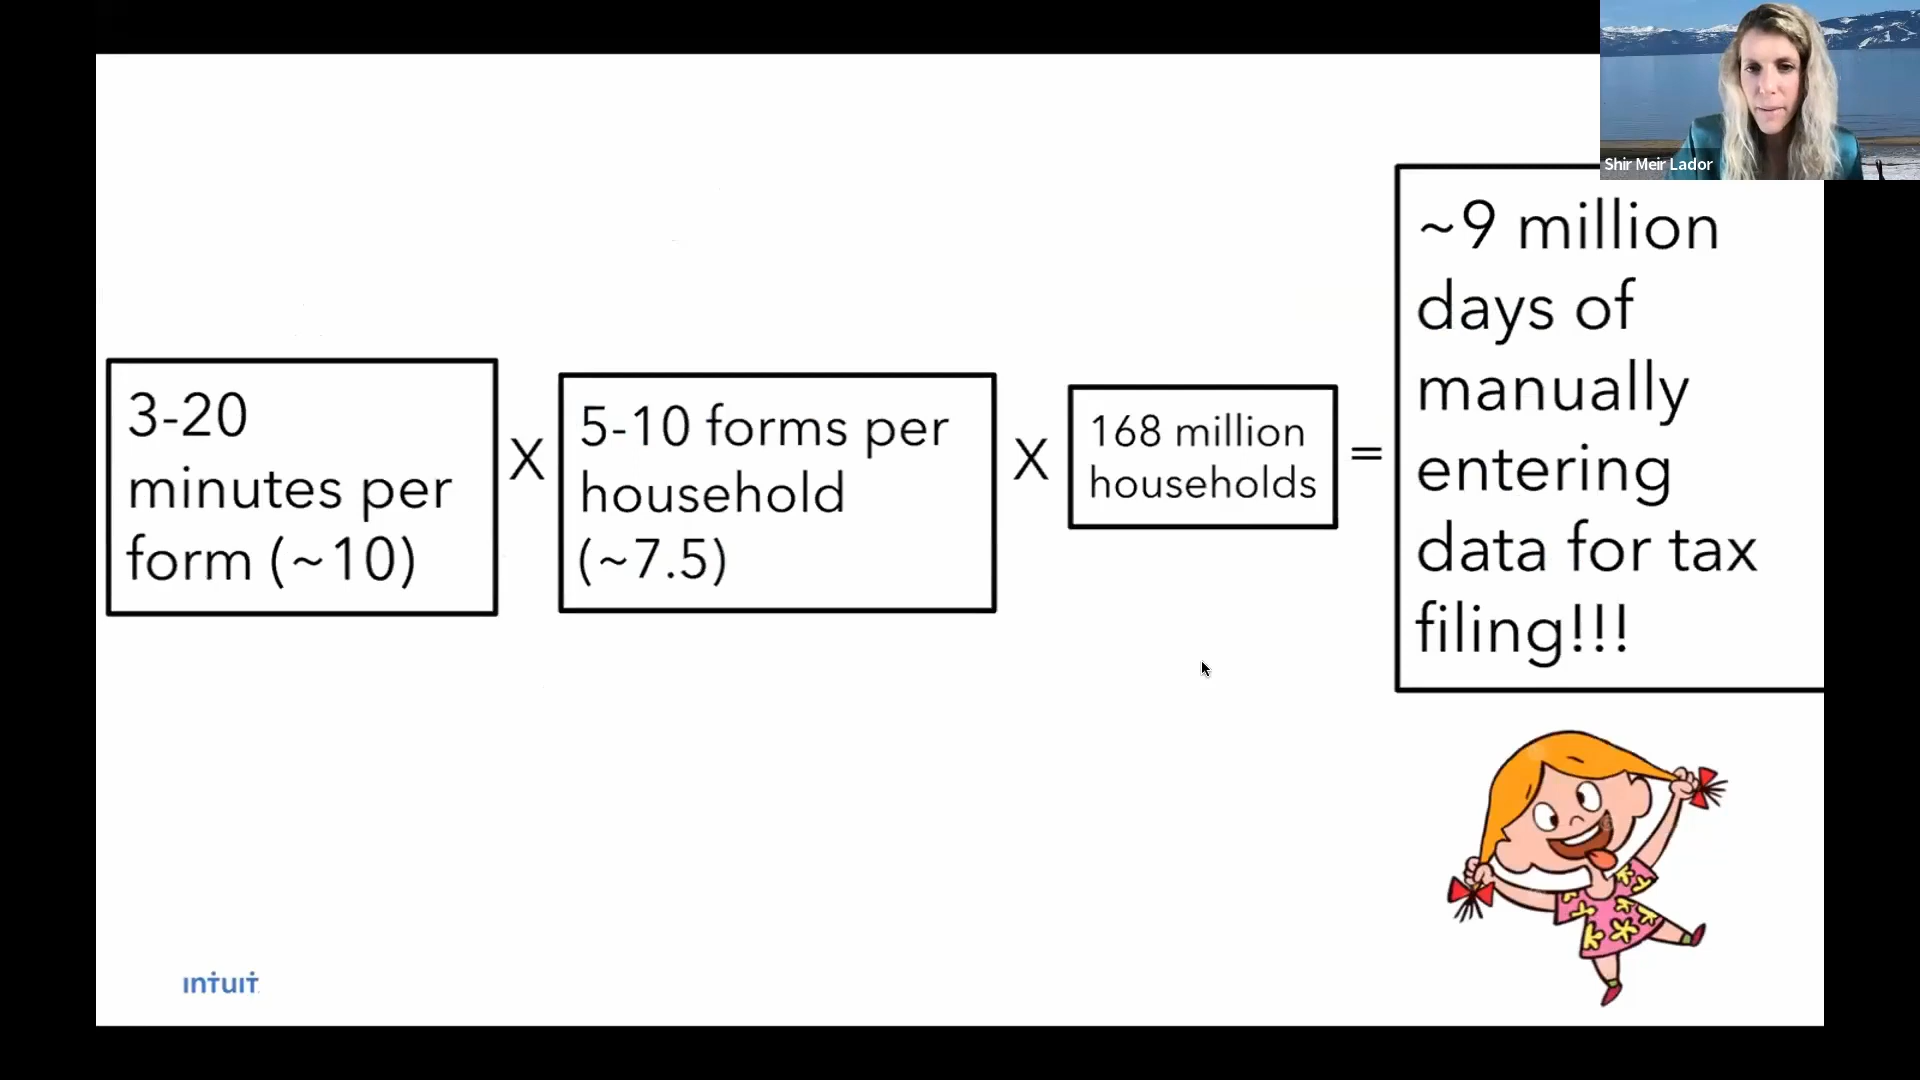 Shir Meir Lador
3-20
minutes per
form (~10)
X
5-10 forms per
household
(~7.5)
X
168 million
households
=
~9 million
days of
manually
entering
data for tax
filing!!!
ıntuıt